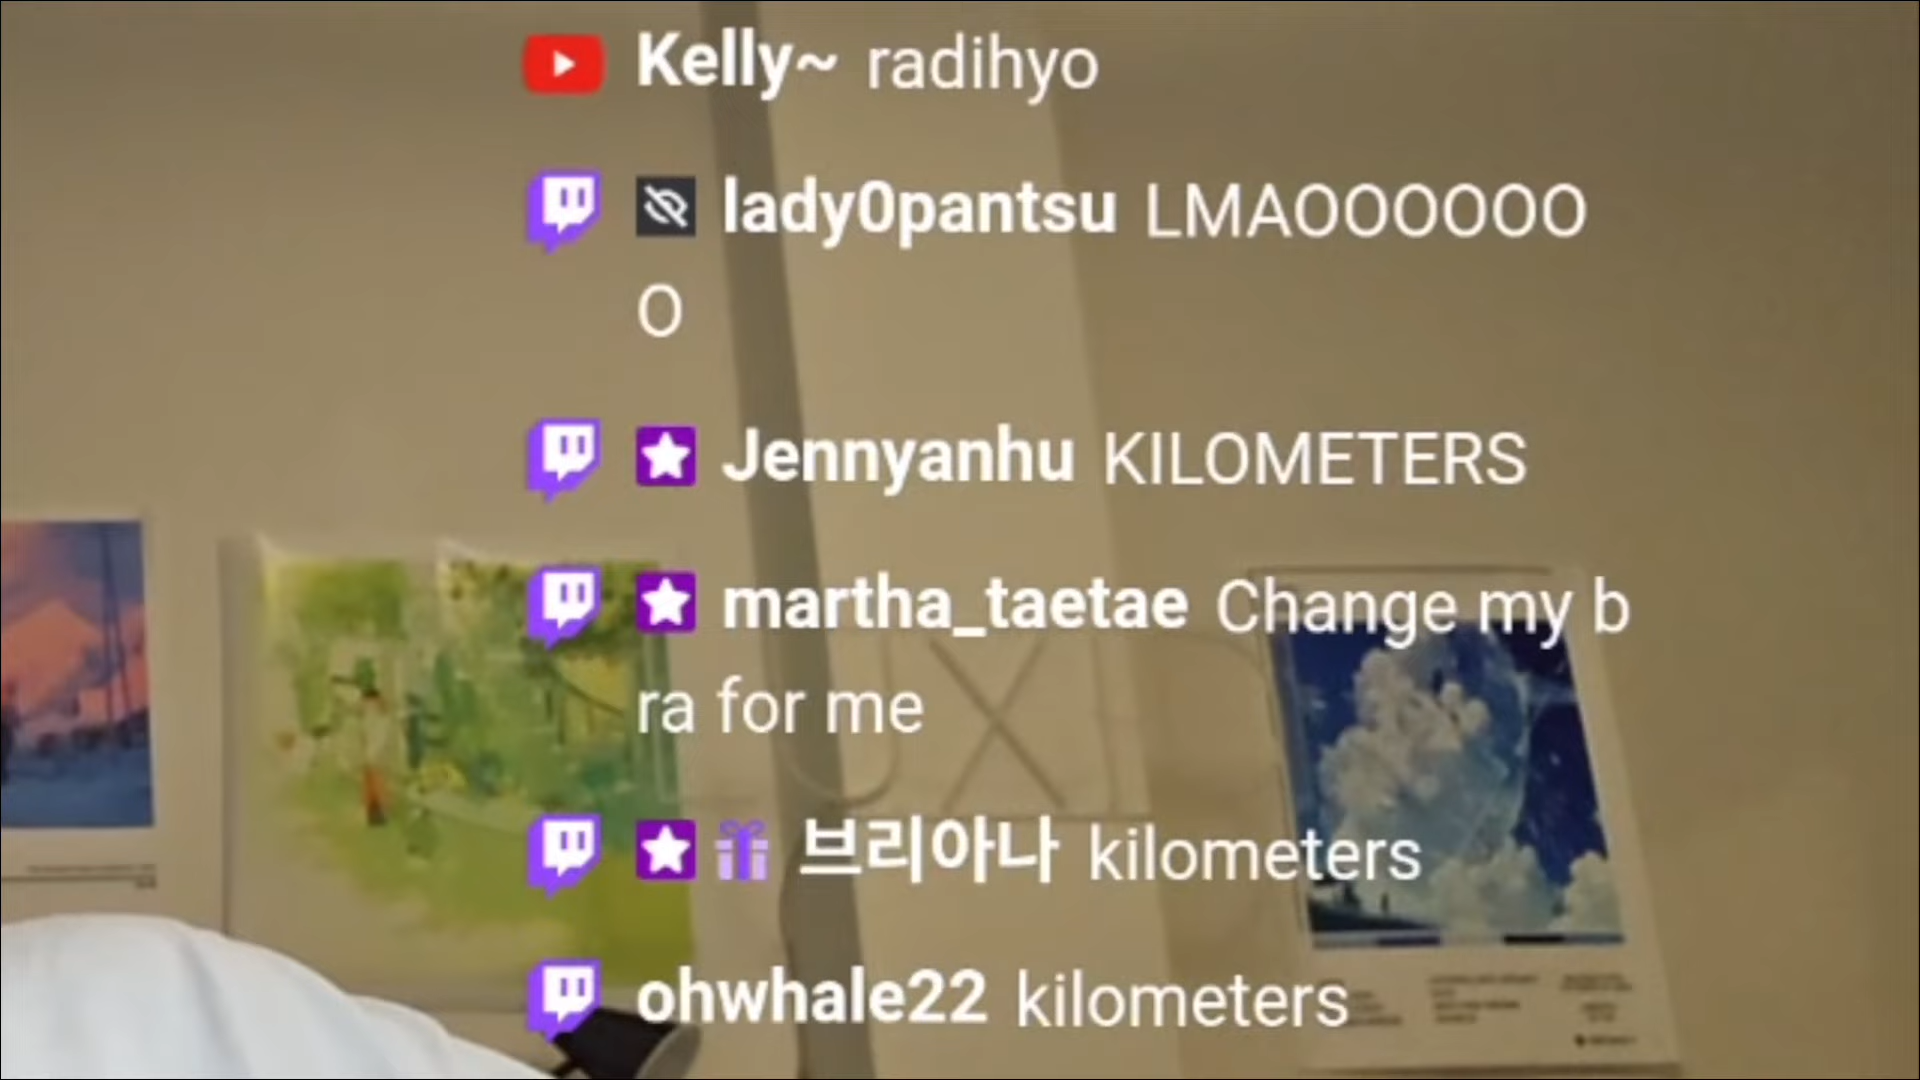 Kelly~ radihyo
lady0pantsu LMAOOOOOO
O
Jennyanhu KILOMETERS
martha_taetae Change my b
ra for me
브리아나 kilometers
ohwhale22 kilometers